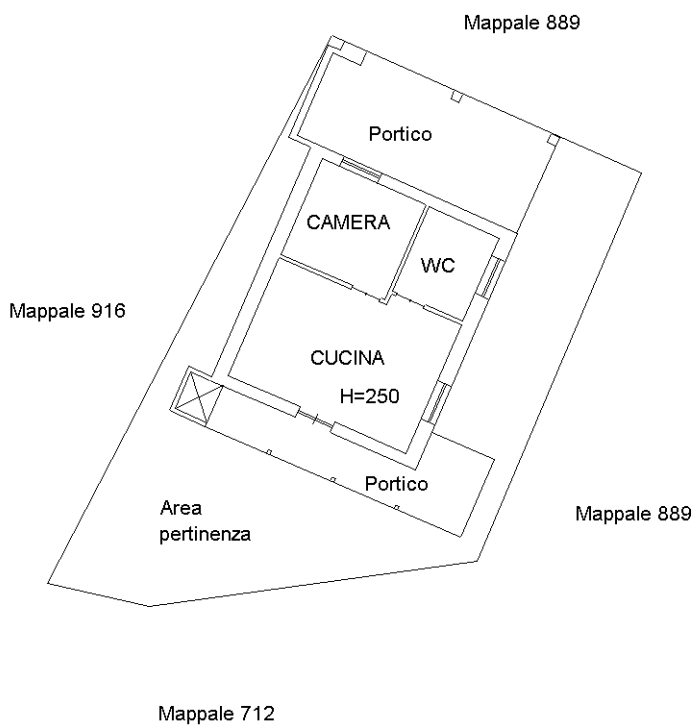 Mappale 889
Portico
CAMERA
WC
Mappale 916
CUCINA
H=250
Portico
Area
pertinenza
Mappale 889
Mappale 712